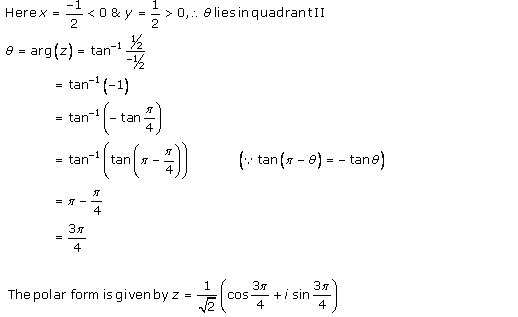 Here x = -1/2 < 0 & y = 1/2 > 0, ∴ θ lies in quadrant II
θ = arg(z) = tan⁻¹ (1/2)/(-1/2)
= tan⁻¹(-1)
= tan⁻¹(-tan π/4)
= tan⁻¹(tan(π - π/4)) (∵ tan(π - θ) = - tanθ)
= π - π/4
= 3π/4
The polar form is given by z = 1/√2 (cos 3π/4 + i sin 3π/4)